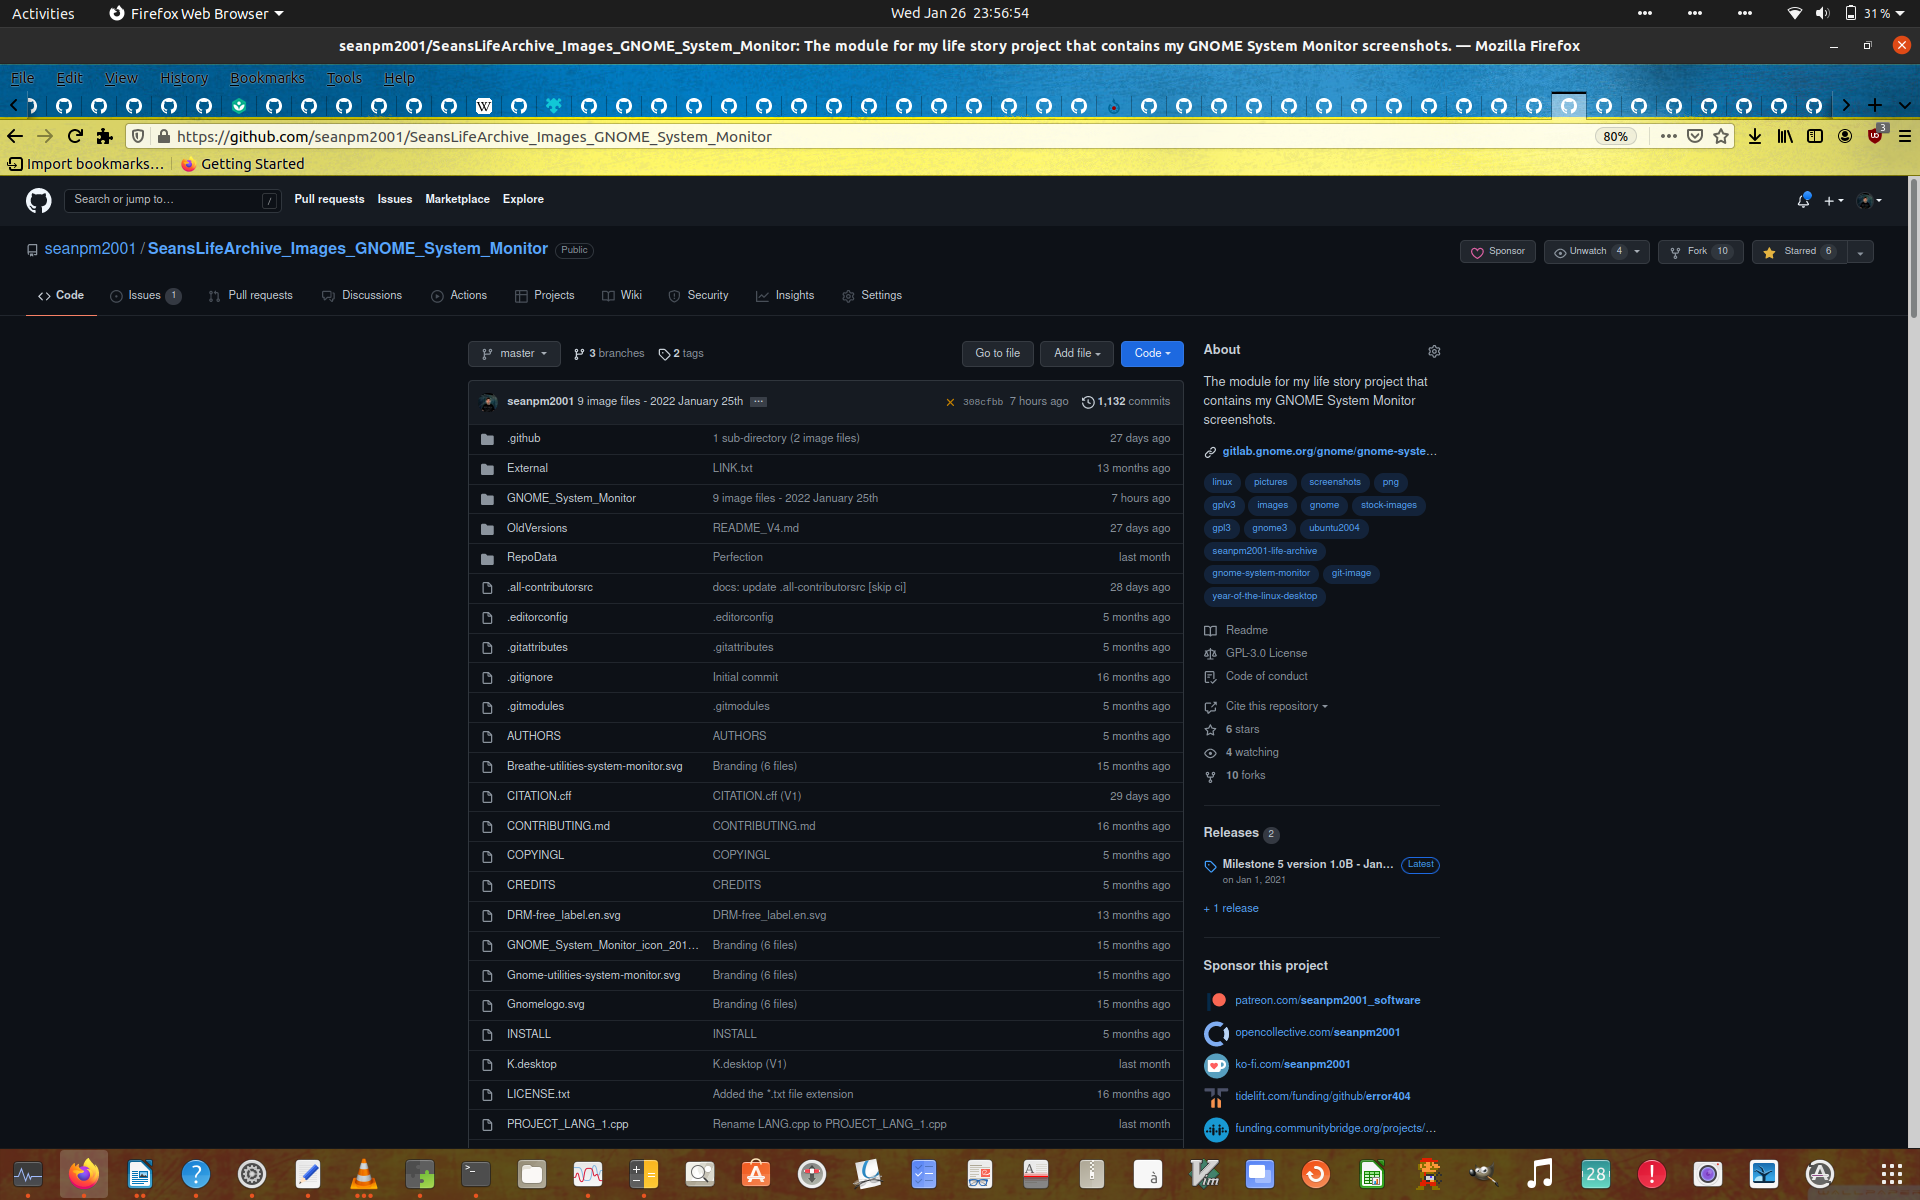 Activities Firefox Web Browser Wed Jan 26 23:56:54 31%
seanpm2001/SeansLifeArchive_Images_GNOME_System_Monitor: The module for my life story project that contains my GNOME System Monitor screenshots. — Mozilla Firefox
File Edit View History Bookmarks Tools Help
W
https://github.com/seanpm2001/SeansLifeArchive_Images_GNOME_System_Monitor 80% 3
Import bookmarks… Getting Started
Search or jump to… / Pull requests Issues Marketplace Explore
seanpm2001 / SeansLifeArchive_Images_GNOME_System_Monitor Public Sponsor Unwatch 4 Fork 10 Starred 6
Code Issues 1 Pull requests Discussions Actions Projects Wiki Security Insights Settings
master 3 branches 2 tags Go to file Add file Code
seanpm2001 9 image files - 2022 January 25th ... 308cfbb 7 hours ago 1,132 commits
.github 1 sub-directory (2 image files) 27 days ago
External LINK.txt 13 months ago
GNOME_System_Monitor 9 image files - 2022 January 25th 7 hours ago
OldVersions README_V4.md 27 days ago
RepoData Perfection last month
.all-contributorsrc docs: update .all-contributorsrc [skip ci] 28 days ago
.editorconfig .editorconfig 5 months ago
.gitattributes .gitattributes 5 months ago
.gitignore Initial commit 16 months ago
.gitmodules .gitmodules 5 months ago
AUTHORS AUTHORS 5 months ago
Breathe-utilities-system-monitor.svg Branding (6 files) 15 months ago
CITATION.cff CITATION.cff (V1) 29 days ago
CONTRIBUTING.md CONTRIBUTING.md 16 months ago
COPYINGL COPYINGL 5 months ago
CREDITS CREDITS 5 months ago
DRM-free_label.en.svg DRM-free_label.en.svg 13 months ago
GNOME_System_Monitor_icon_201… Branding (6 files) 15 months ago
Gnome-utilities-system-monitor.svg Branding (6 files) 15 months ago
Gnomelogo.svg Branding (6 files) 15 months ago
INSTALL INSTALL 5 months ago
K.desktop K.desktop (V1) last month
LICENSE.txt Added the *.txt file extension 16 months ago
PROJECT_LANG_1.cpp Rename LANG.cpp to PROJECT_LANG_1.cpp last month
About
The module for my life story project that
contains my GNOME System Monitor
screenshots.
gitlab.gnome.org/gnome/gnome-syste…
linux pictures screenshots png
gplv3 images gnome stock-images
gpl3 gnome3 ubuntu2004
seanpm2001-life-archive
gnome-system-monitor git-image
year-of-the-linux-desktop
Readme
GPL-3.0 License
Code of conduct
Cite this repository
6 stars
4 watching
10 forks
Releases 2
Milestone 5 version 1.0B - Jan… Latest
on Jan 1, 2021
+ 1 release
Sponsor this project
patreon.com/seanpm2001_software
opencollective.com/seanpm2001
ko-fi.com/seanpm2001
tidelift.com/funding/github/error404
funding.communitybridge.org/projects/…
28